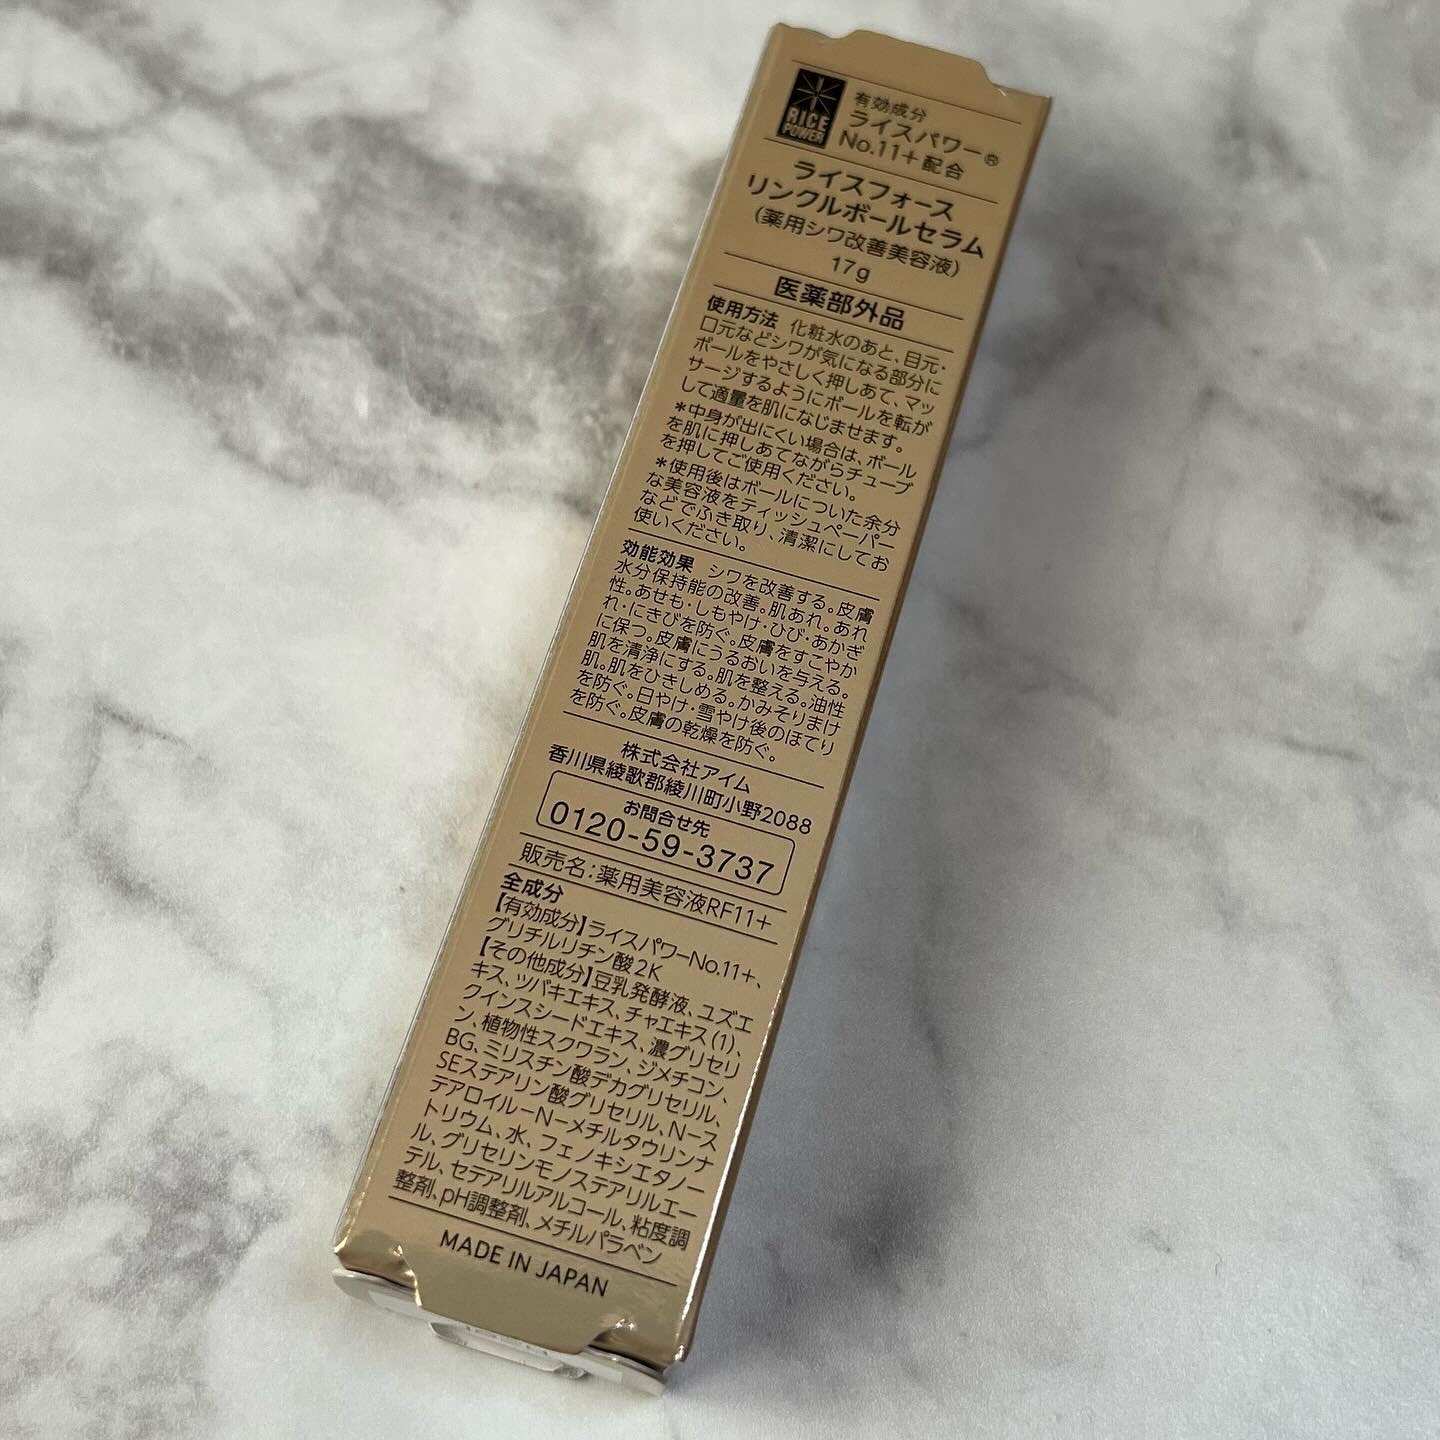 RICE
POWER
有効成分
ライスパワー®
No.11+配合
ライスフォース
リンクルボールセラム
(薬用シワ改善美容液)
17g
医薬部外品
使用方法 化粧水のあと、目元・
口元などシワが気になる部分に
ボールをやさしく押しあて、マッ
サージするようにボールを転が
して適量を肌になじませます。
*中身が出にくい場合は、ボール
を肌に押しあてながらチューブ
を押してご使用ください。
*使用後はボールについた余分
な美容液をティッシュペーパー
などでふき取り、清潔にしてお
使いください。
効能効果 シワを改善する。皮膚
水分保持能の改善。肌あれ。あれ
性。あせも・しもやけ・ひび・あかぎ
れ・にきびを防ぐ。皮膚をすこやか
に保つ。皮膚にうるおいを与える。
肌を清浄にする。肌を整える。油性
肌。肌をひきしめる。かみそりまけ
を防ぐ。日やけ・雪やけ後のほてり
を防ぐ。皮膚の乾燥を防ぐ。
株式会社アイム
香川県綾歌郡綾川町小野2088
お問合せ先
0120-59-3737
販売名:薬用美容液RF11+
全成分
【有効成分】ライスパワーNo.11+、
グリチルリチン酸2K
【その他成分】豆乳発酵液、ユズエ
キス、ツバキエキス、チャエキス(1)、
クインスシードエキス、濃グリセリ
ン、植物性スクワラン、ジメチコン、
BG、ミリスチン酸デカグリセリル、
SEステアリン酸グリセリル、N-ス
テアロイル-N-メチルタウリンナ
トリウム、水、フェノキシエタノー
ル、グリセリンモノステアリルエー
テル、セテアリルアルコール、粘度調
整剤、pH調整剤、メチルパラベン
MADE IN JAPAN